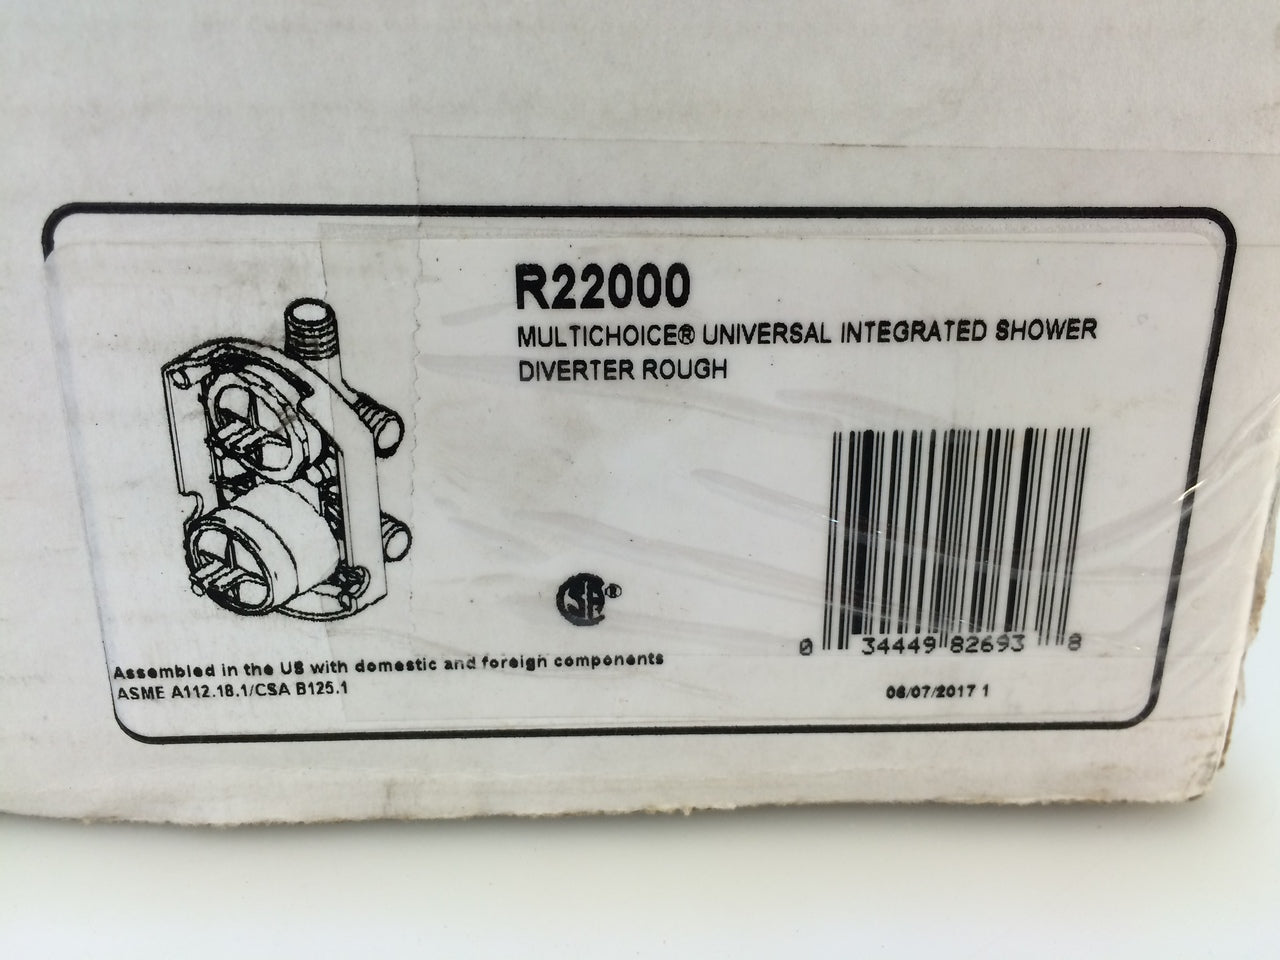 R22000
MULTICHOICE® UNIVERSAL INTEGRATED SHOWER
DIVERTER ROUGH
CSA®
0 34449 82693 8
Assembled in the US with domestic and foreign components
ASME A112.18.1/CSA B125.1
06/07/2017 1